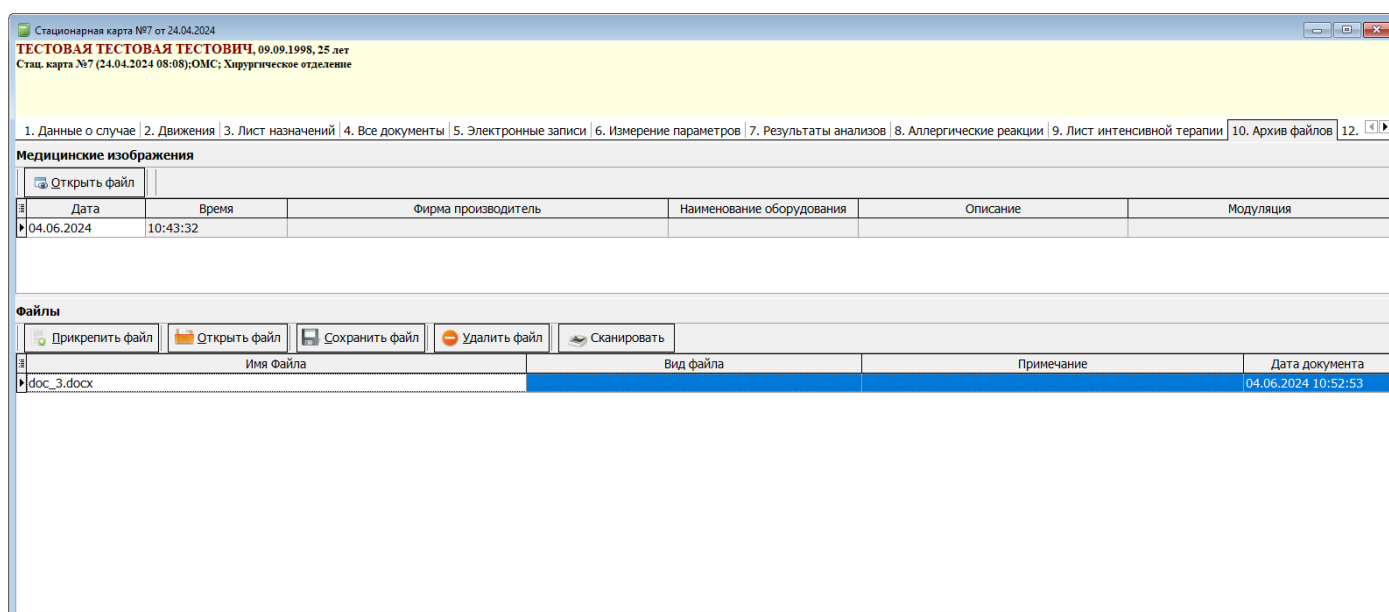 Стационарная карта №7 от 24.04.2024
ТЕСТОВАЯ ТЕСТОВАЯ ТЕСТОВИЧ, 09.09.1998, 25 лет
Стац. карта №7 (24.04.2024 08:08);ОМС; Хирургическое отделение
1. Данные о случае 2. Движения 3. Лист назначений 4. Все документы 5. Электронные записи 6. Измерение параметров 7. Результаты анализов 8. Аллергические реакции 9. Лист интенсивной терапии 10. Архив файлов 12.
Медицинские изображения
Открыть файл
Дата Время Фирма производитель Наименование оборудования Описание Модуляция
04.06.2024 10:43:32
Файлы
Прикрепить файл Открыть файл Сохранить файл Удалить файл Сканировать
Имя Файла Вид файла Примечание Дата документа
doc_3.docx 04.06.2024 10:52:53